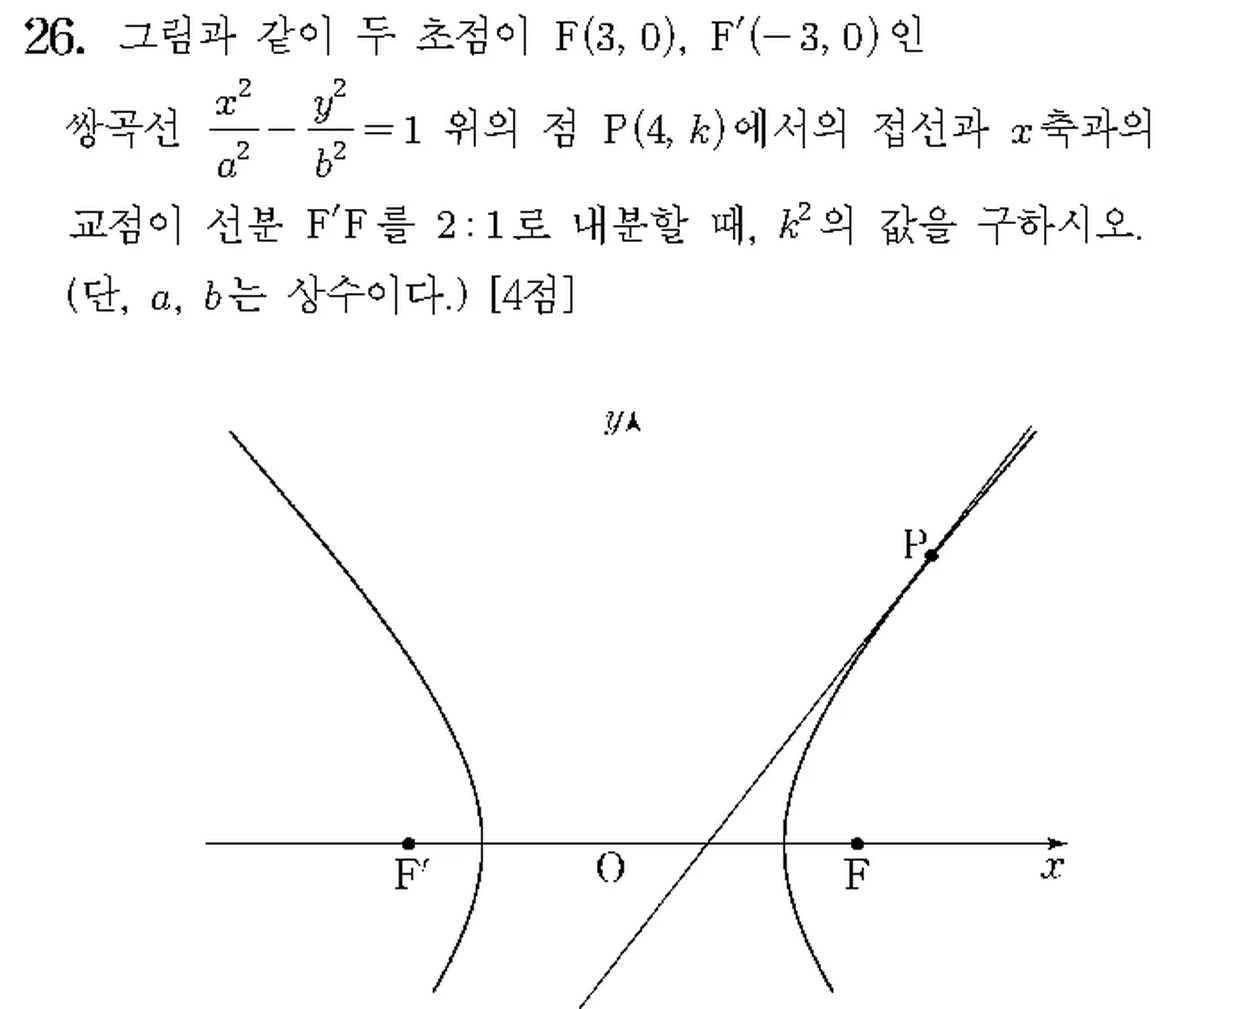 26. 그림과 같이 두 초점이 F(3, 0), F′(−3, 0)인
쌍곡선 x²/a² − y²/b² = 1 위의 점 P(4, k)에서의 접선과 x축과의
교점이 선분 F′F를 2:1로 내분할 때, k²의 값을 구하시오.
(단, a, b는 상수이다.) [4점]
y
P
F′ O F x